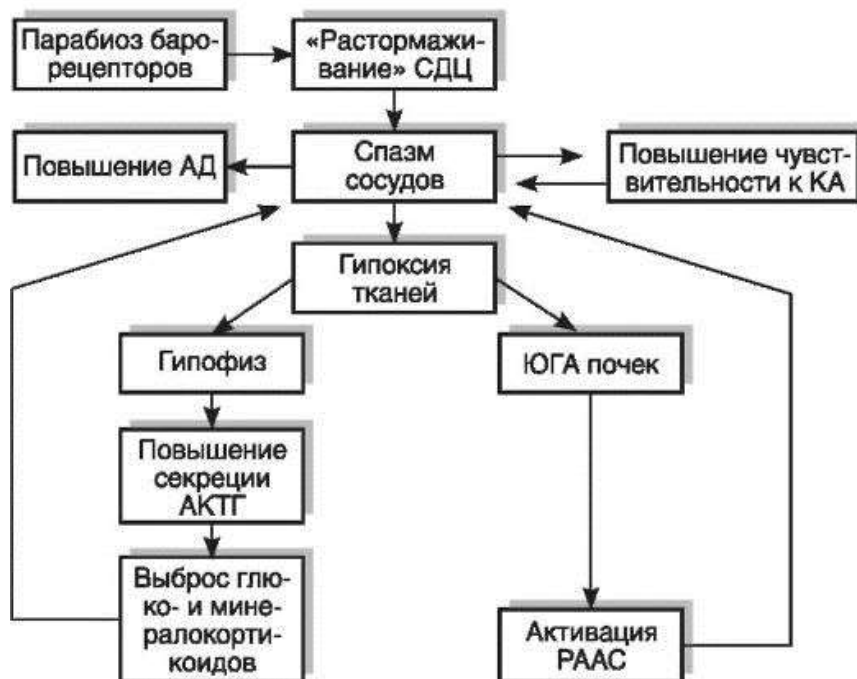 Парабиоз баро-
рецепторов
«Растормажи-
вание» СДЦ
Повышение АД
Спазм
сосудов
Повышение чувст-
вительности к КА
Гипоксия
тканей
Гипофиз
ЮГА почек
Повышение
секреции
АКТГ
Выброс глю-
ко- и мине-
ралокорти-
коидов
Активация
РААС